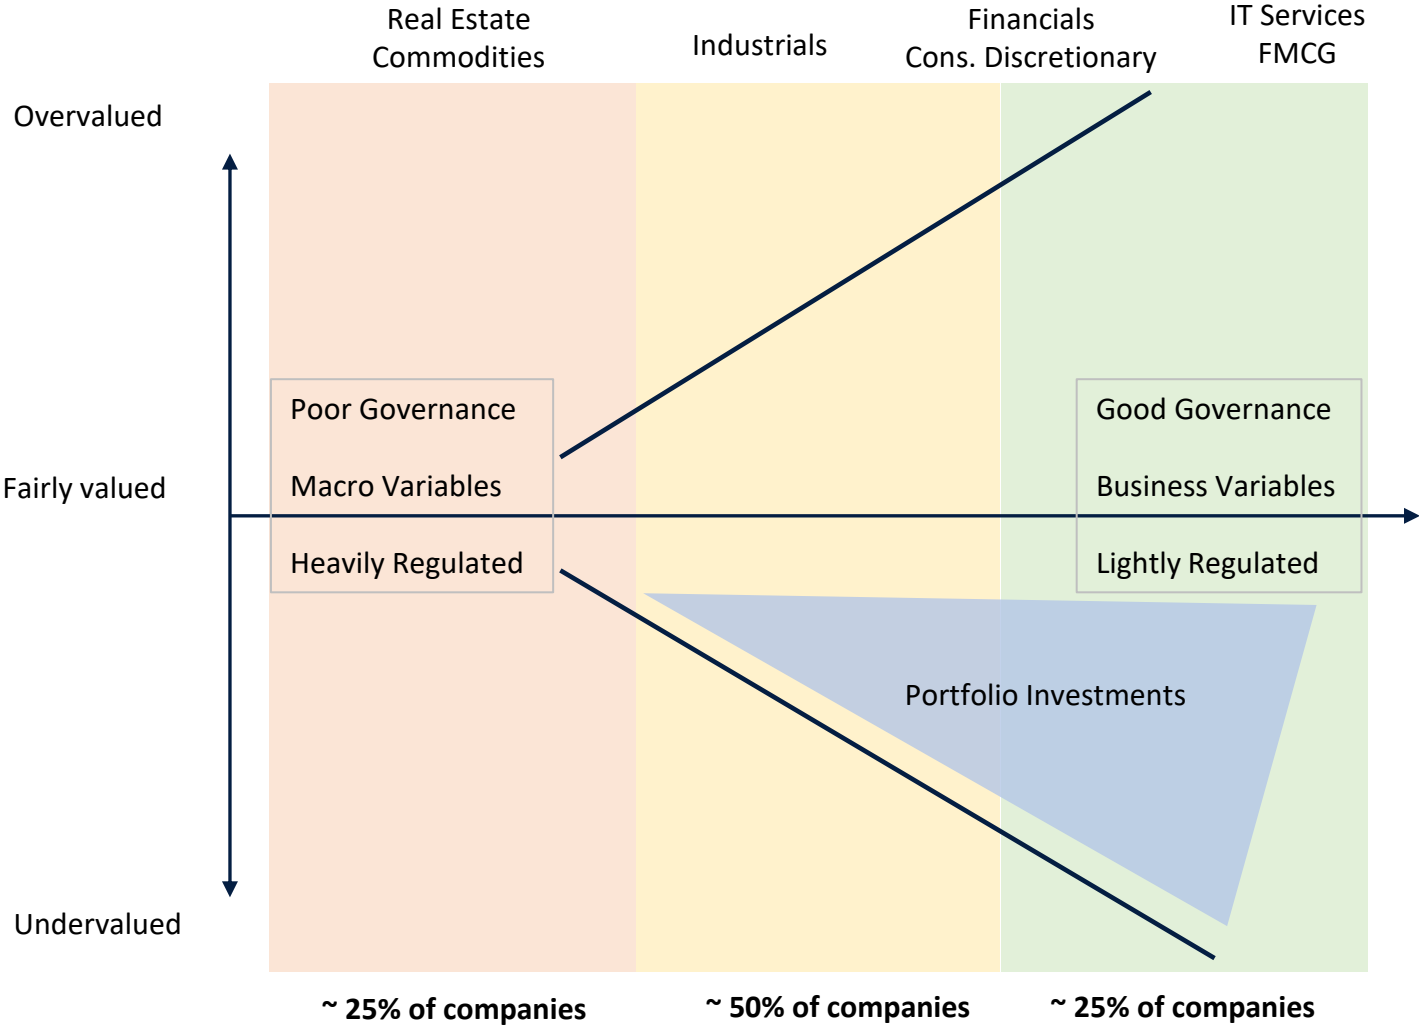 Real Estate
Commodities
Industrials
Financials
Cons. Discretionary
IT Services
FMCG
Overvalued
Fairly valued
Undervalued
Poor Governance
Macro Variables
Heavily Regulated
Good Governance
Business Variables
Lightly Regulated
Portfolio Investments
~ 25% of companies
~ 50% of companies
~ 25% of companies